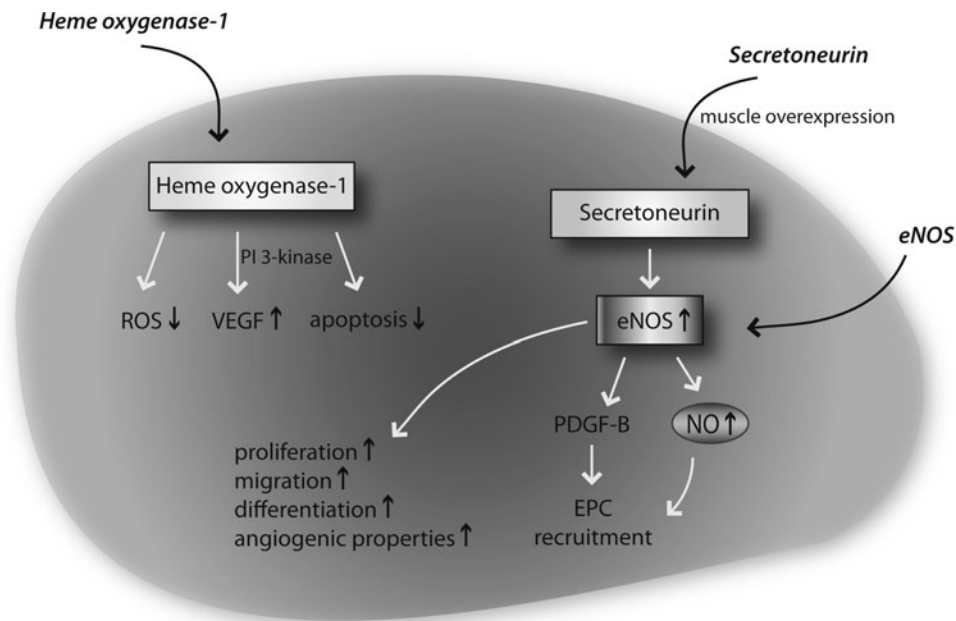 Heme oxygenase-1
Secretoneurin
muscle overexpression
Heme oxygenase-1
Secretoneurin
eNOS
PI 3-kinase
ROS↓ VEGF↑ apoptosis↓
eNOS↑
PDGF-B NO↑
proliferation↑
migration↑
differentiation↑
angiogenic properties↑
EPC
recruitment